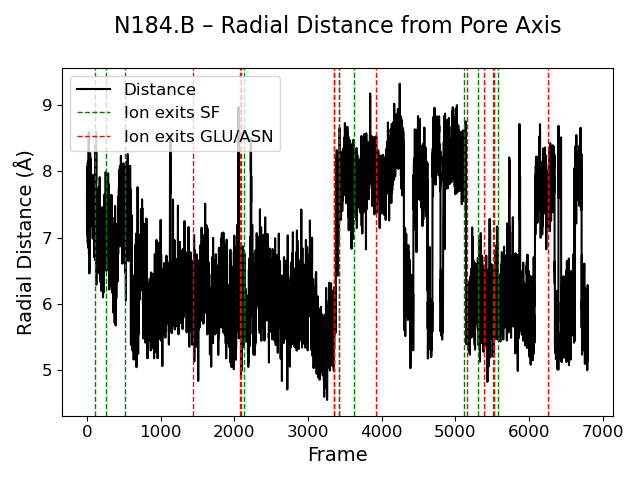 N184.B – Radial Distance from Pore Axis
Distance
Ion exits SF
Ion exits GLU/ASN
Radial Distance (Å)
9
8
7
6
5
0
1000
2000
3000
4000
5000
6000
7000
Frame